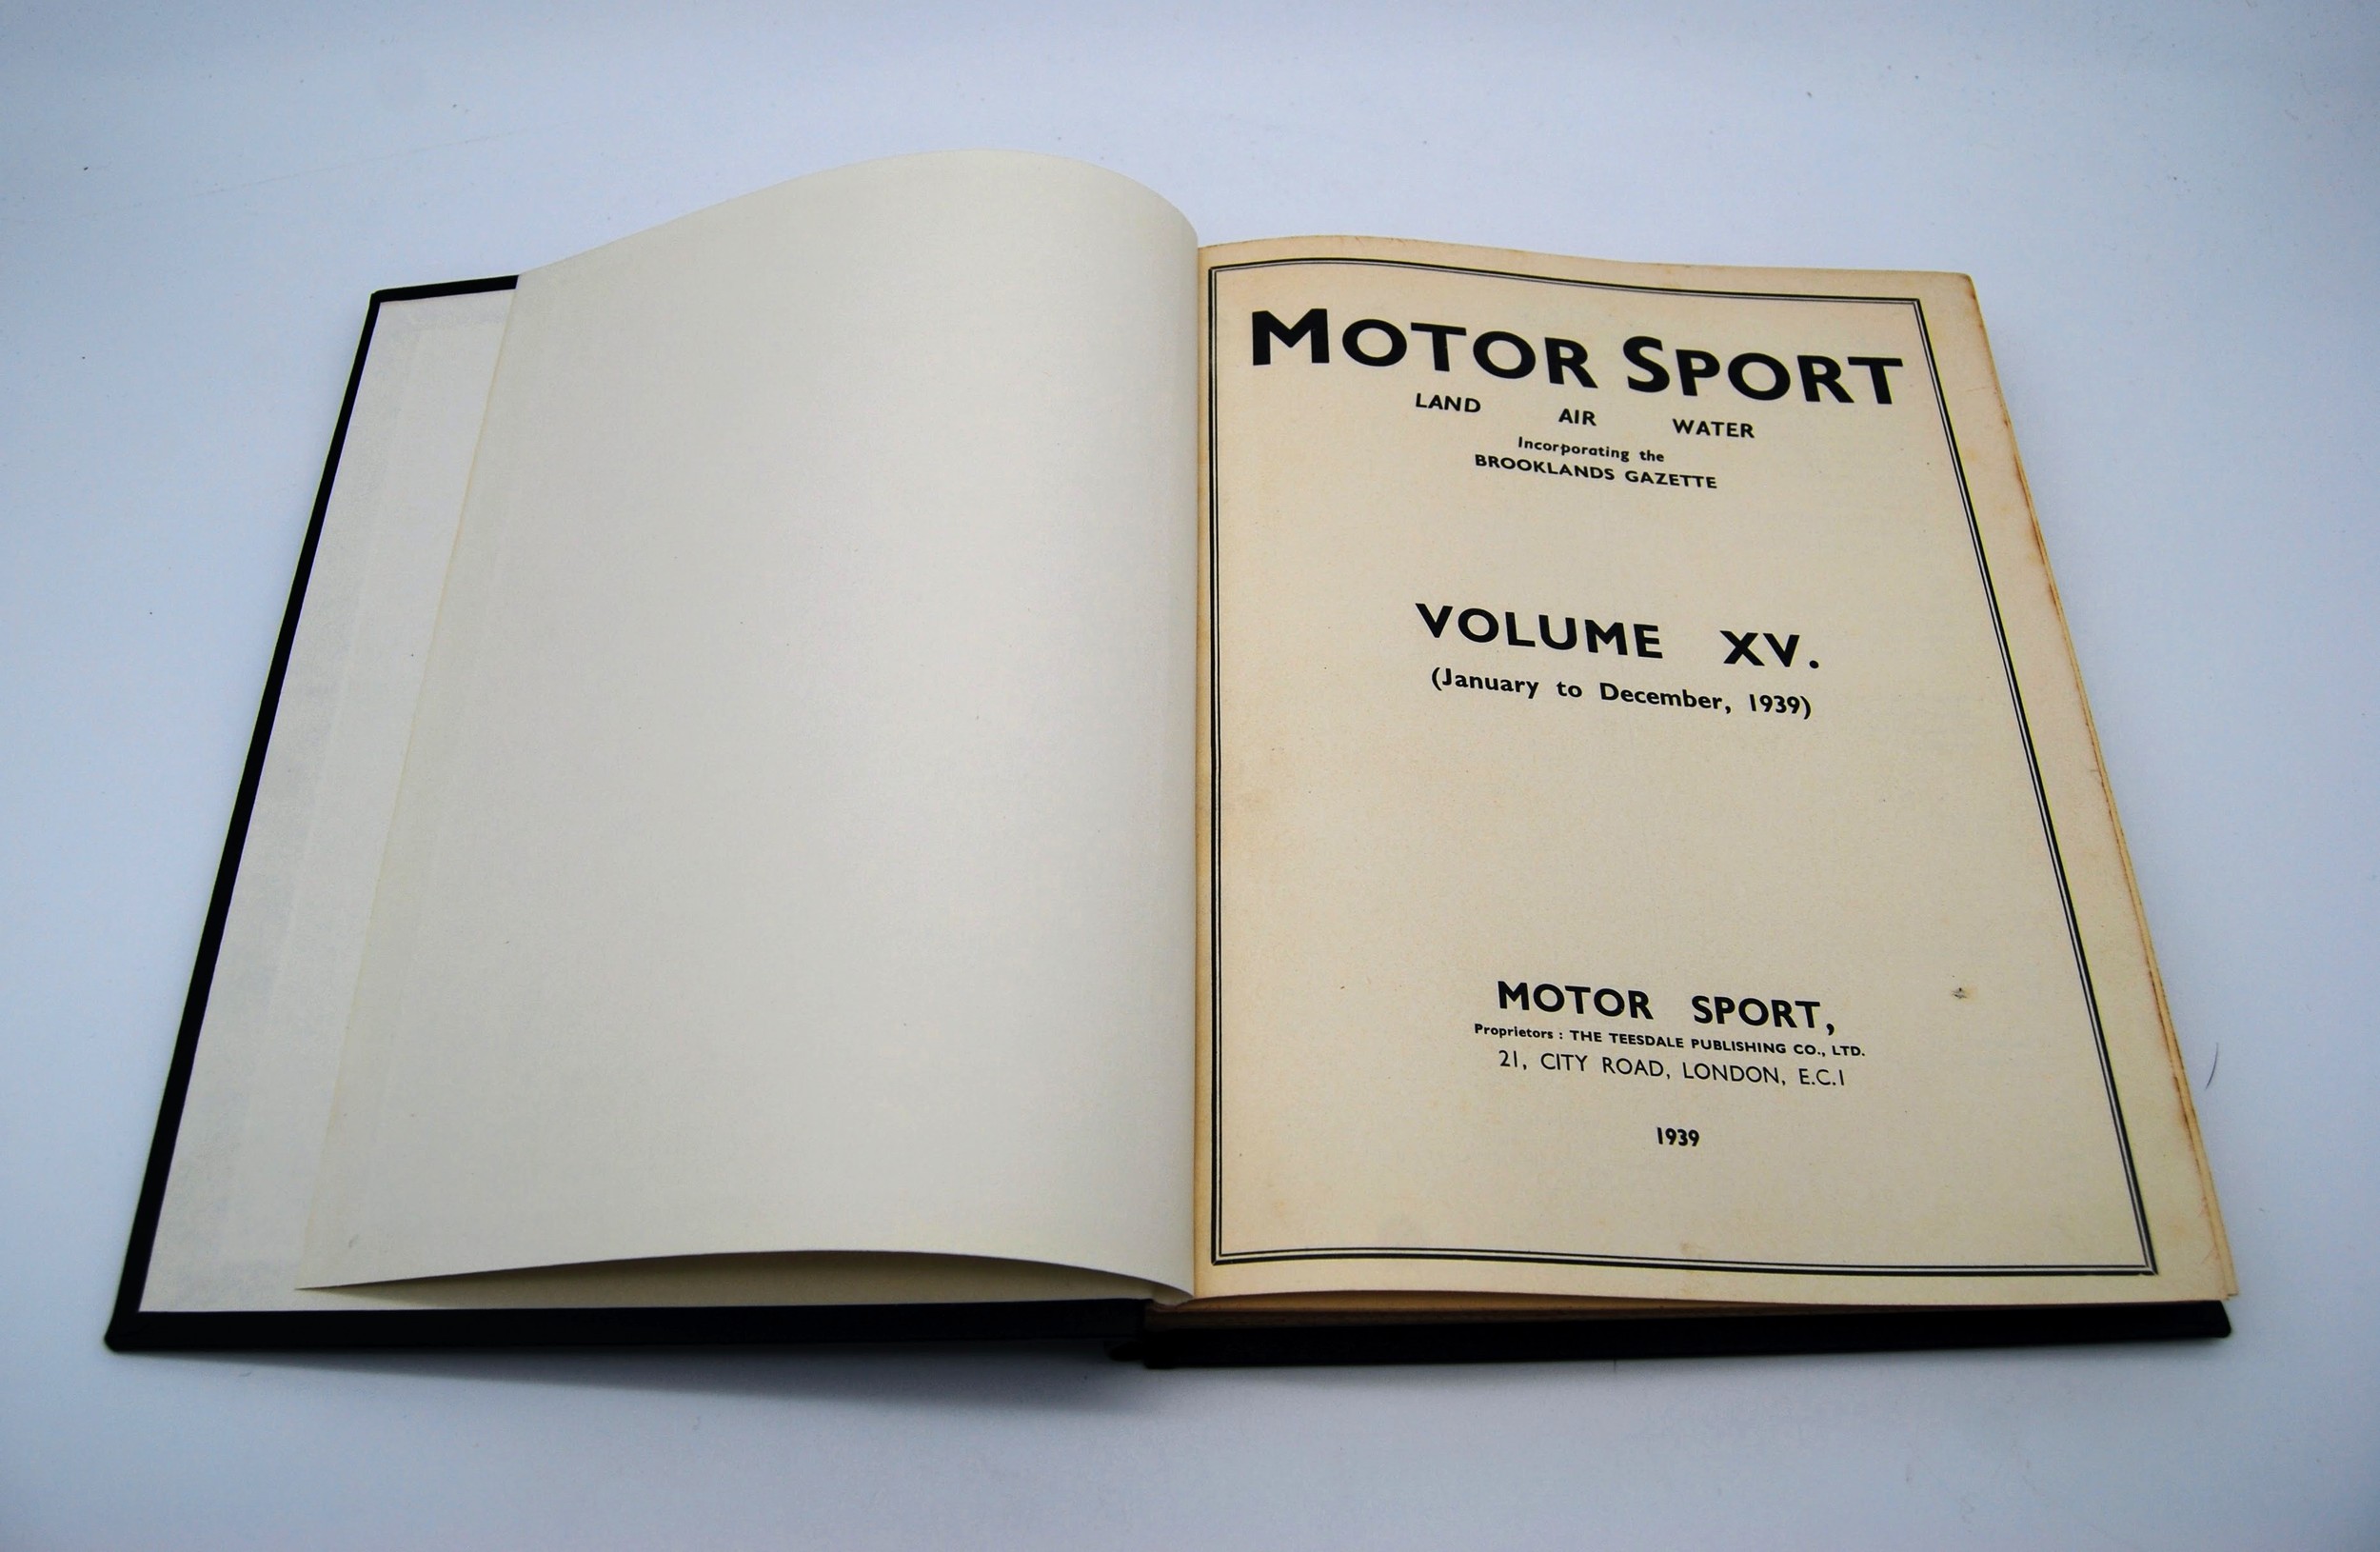 MOTOR SPORT
LAND AIR WATER
Incorporating the
BROOKLANDS GAZETTE
VOLUME XV.
(January to December, 1939)
MOTOR SPORT,
Proprietors : THE TEESDALE PUBLISHING CO., LTD.
21, CITY ROAD, LONDON, E.C.1
1939